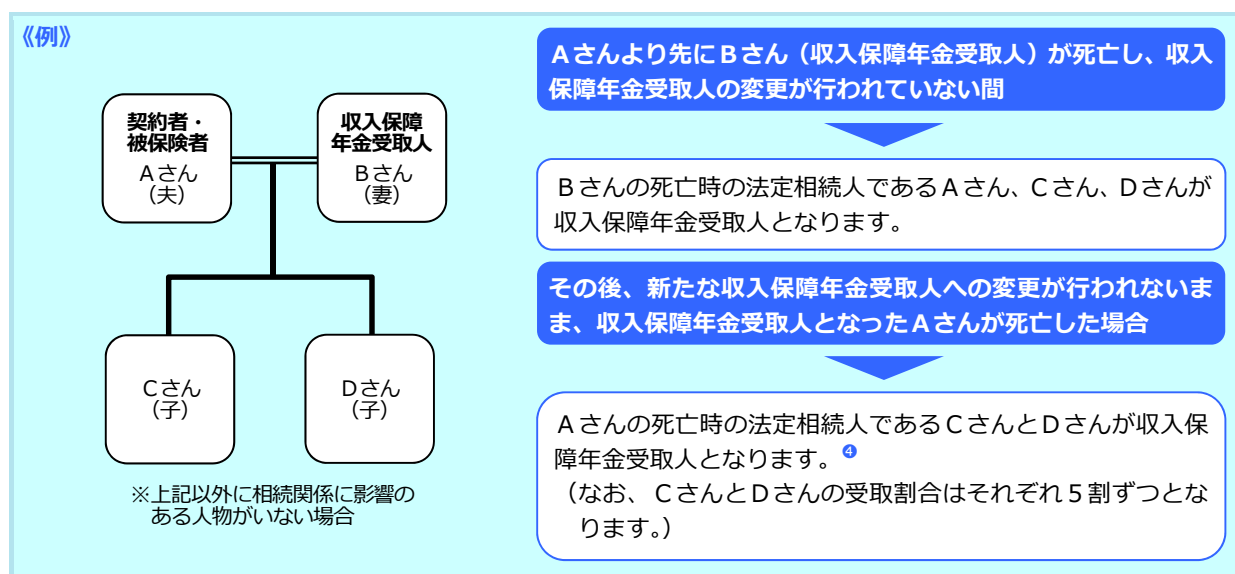 《例》
契約者・
被保険者
Aさん
(夫)
収入保障
年金受取人
Bさん
(妻)
Cさん
(子)
Dさん
(子)
※上記以外に相続関係に影響の
ある人物がいない場合
Aさんより先にBさん(収入保障年金受取人)が死亡し、収入
保障年金受取人の変更が行われていない間
Bさんの死亡時の法定相続人であるAさん、Cさん、Dさんが
収入保障年金受取人となります。
その後、新たな収入保障年金受取人への変更が行われないま
ま、収入保障年金受取人となったAさんが死亡した場合
Aさんの死亡時の法定相続人であるCさんとDさんが収入保
障年金受取人となります。❹
(なお、CさんとDさんの受取割合はそれぞれ5割ずつとな
ります。)